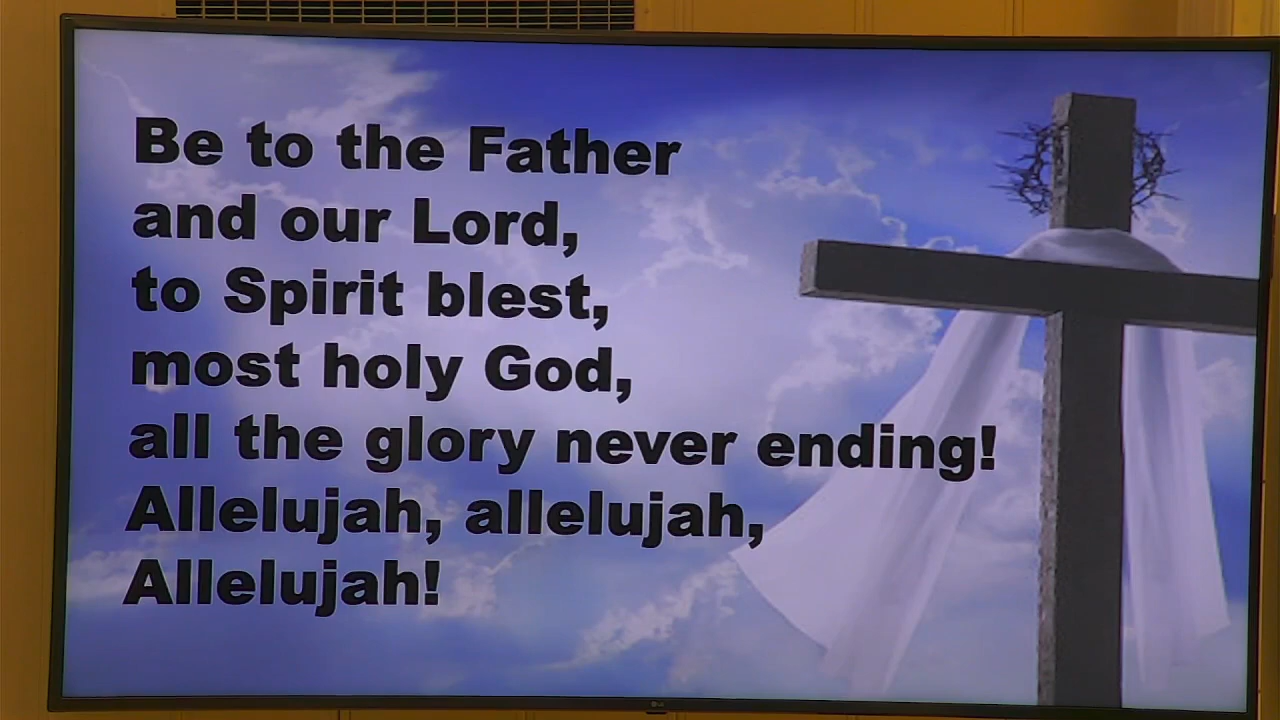 Be to the Father
and our Lord,
to Spirit blest,
most holy God,
all the glory never ending!
Allelujah, allelujah,
Allelujah!